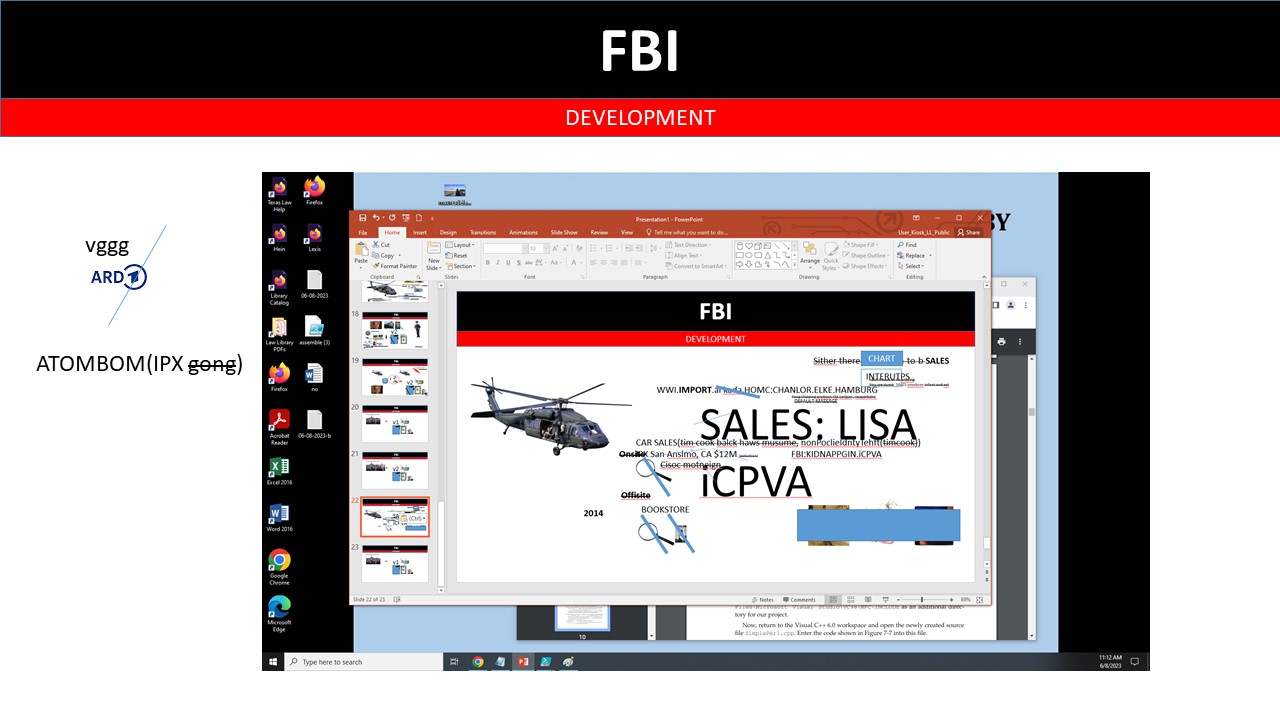 FBI
DEVELOPMENT
vggg
ARD
ATOMBOM(IPX gong)
Texas Law Help
Firefox
Hein
Lexis
Library Catalog
06-08-2023
Law Library PDFs
assemble (3)
Firefox
no
Acrobat Reader
06-08-2023-b
Excel 2016
Word 2016
Google Chrome
Microsoft Edge
BY
Presentation1 - PowerPoint
File Home Insert Design Transitions Animations Slide Show Review View Tell me what you want to do...
User_Kiosk_LL_Public Share
Paste
Cut
Copy
Format Painter
Clipboard
New Slide
Layout
Reset
Section
Slides
Font
Text Direction
Align Text
Convert to SmartArt
Paragraph
Arrange
Quick Styles
Shape Fill
Shape Outline
Shape Effects
Drawing
Find
Replace
Select
Editing
18
19
20
21
22
(Ctrl)
23
FBI
DEVELOPMENT
Sither there
CHART
to b SALES
INTERUTPS
WWI.IMPORT
HOMC:CHANLOR.ELKE.HAMBURG
SALES: LISA
CAR SALES(tim cook balck haws musume, nonPoclieldntyTehft(timcook))
Onsite
San Anslmo, CA $12M
FBI:KIDNAPPGIN.iCPVA
Cisoc motngign
iCPVA
Offsite
2014
BOOKSTORE
Slide 22 of 23
Notes
Comments
88%
10
tory for our project.
Now, return to the Visual C++ 6.0 workspace and open the newly created source
file SimplePerl.cpp. Enter the code shown in Figure 7-7 into this file.
Type here to search
11:12 AM
6/8/2023